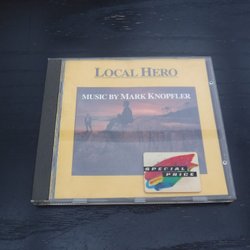 LOCAL HERO
MUSIC BY MARK KNOPFLER
SPECIAL
PRICE